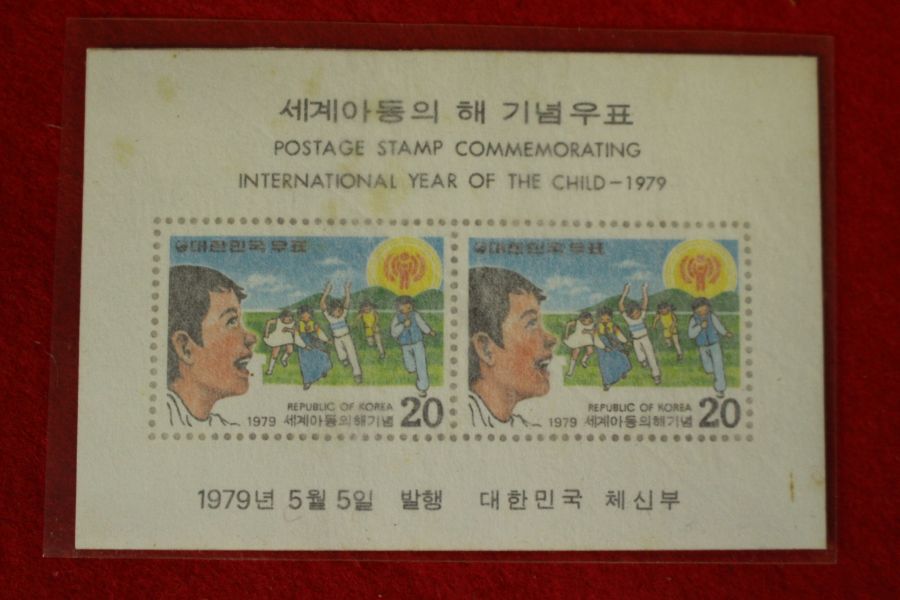 세계아동의 해 기념우표
POSTAGE STAMP COMMEMORATING
INTERNATIONAL YEAR OF THE CHILD-1979
대한민국우표 대한민국우표
REPUBLIC OF KOREA 20 REPUBLIC OF KOREA 20
1979 세계아동의해기념 1979 세계아동의해기념
1979년 5월 5일 발행 대한민국 체신부